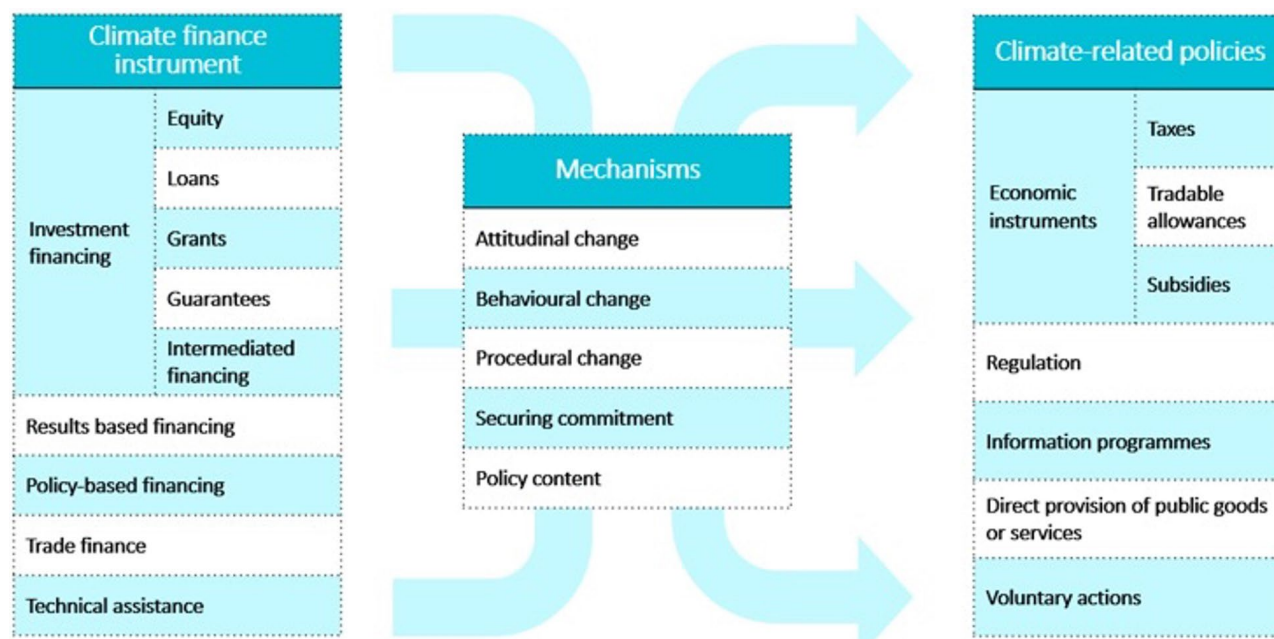 Climate finance
instrument
Investment
financing
Equity
Loans
Grants
Guarantees
Intermediated
financing
Results based financing
Policy-based financing
Trade finance
Technical assistance
Mechanisms
Attitudinal change
Behavioural change
Procedural change
Securing commitment
Policy content
Climate-related policies
Economic
instruments
Taxes
Tradable
allowances
Subsidies
Regulation
Information programmes
Direct provision of public goods
or services
Voluntary actions